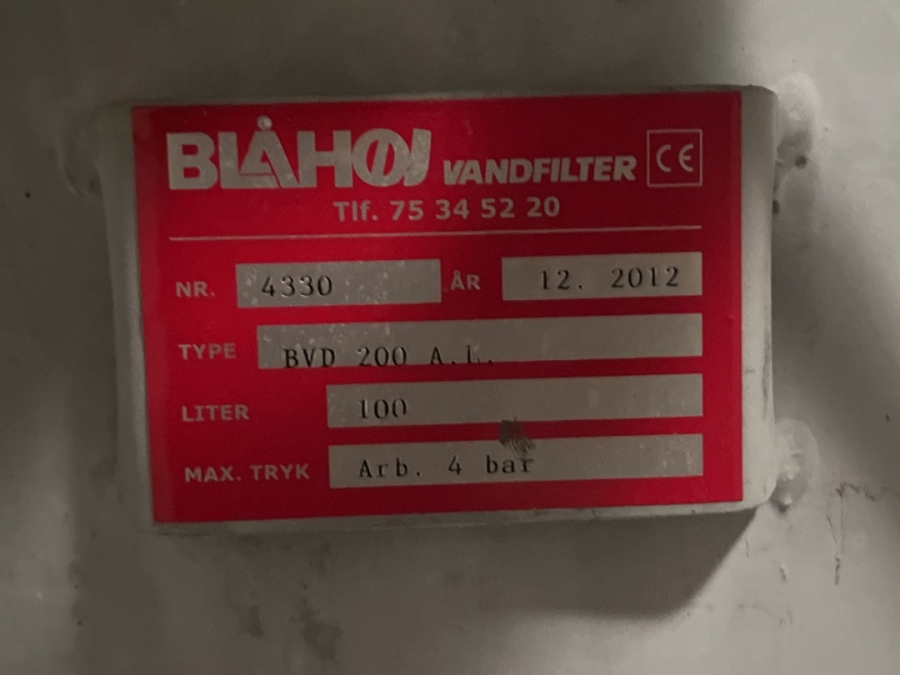 BLÅHØJ VANDFILTER CE
Tlf. 75 34 52 20
NR. 4330 ÅR 12. 2012
TYPE BVD 200 A.L.
LITER 100
MAX. TRYK Arb. 4 bar